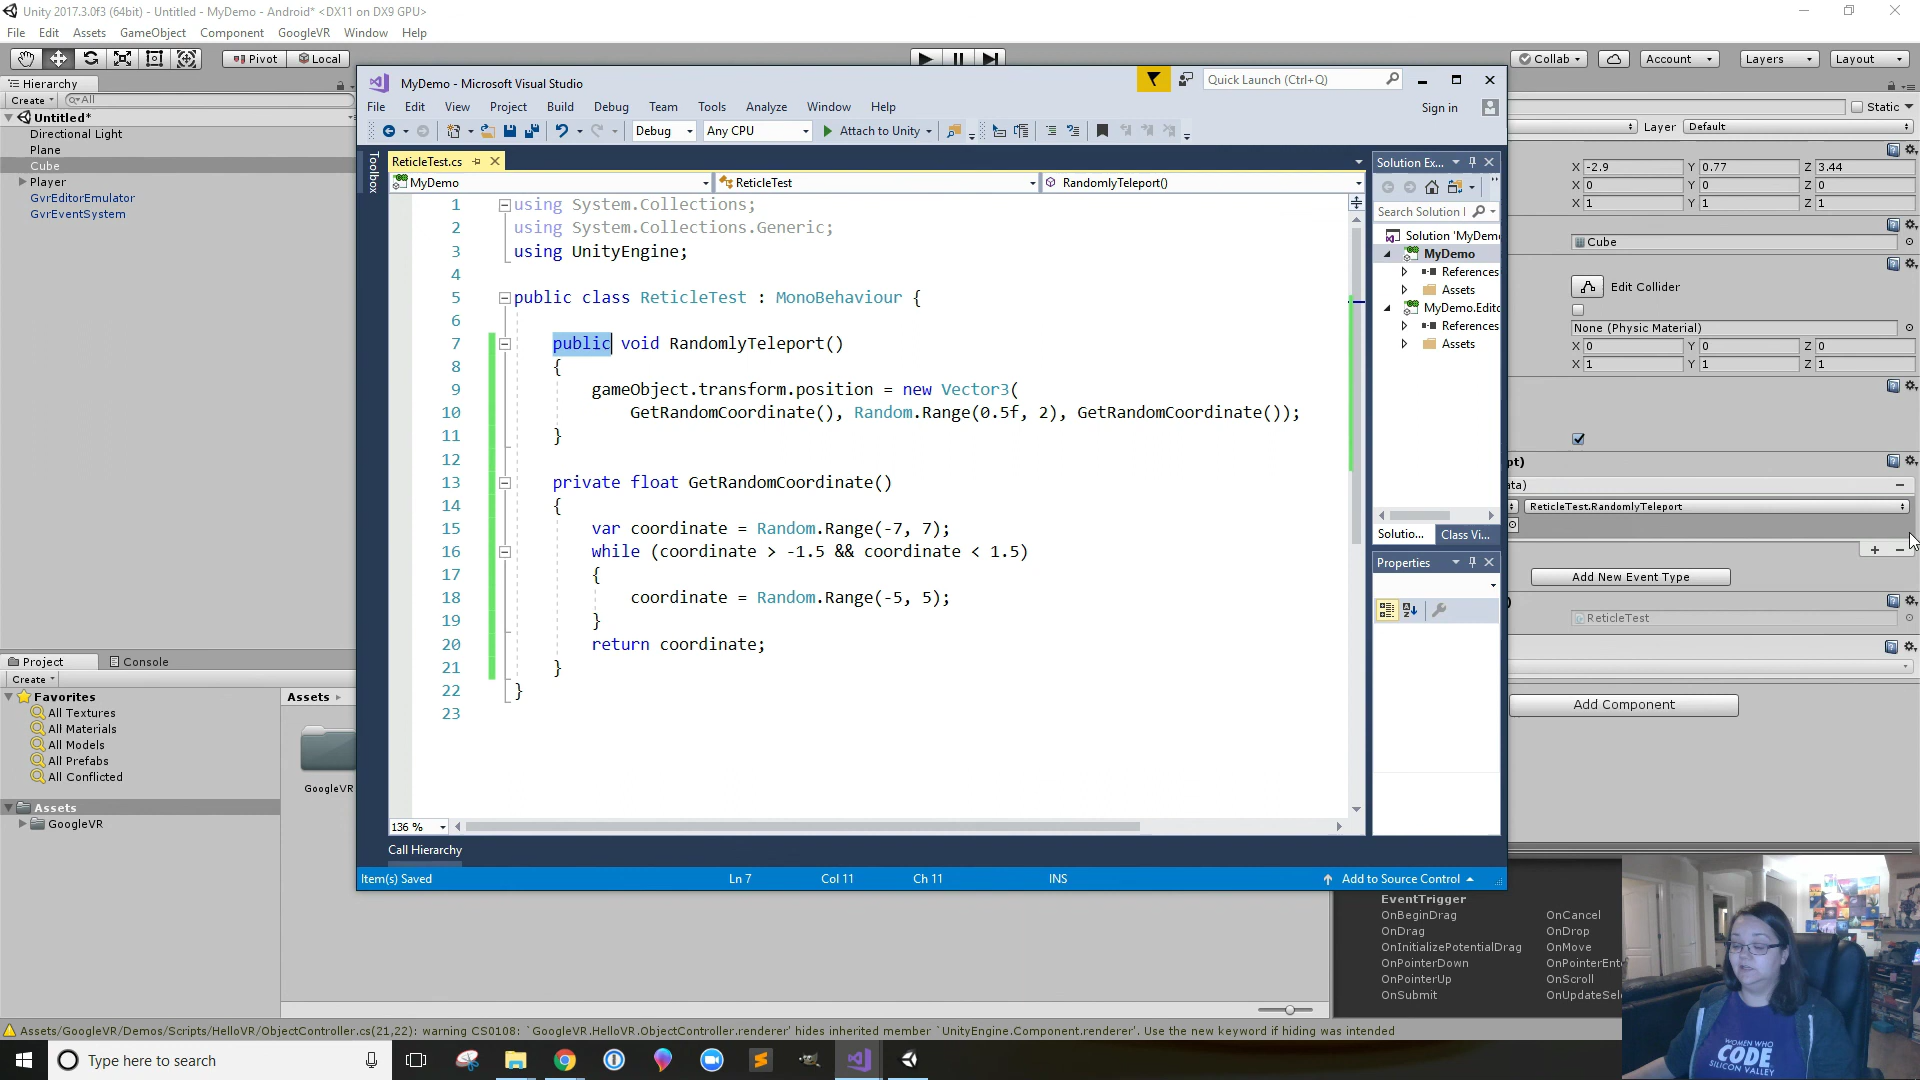 Unity 2017.3.0f3 (64bit) - Untitled - MyDemo - Android* <DX11 on DX9 GPU>
File Edit Assets GameObject Component GoogleVR Window Help
Pivot Local
Collab Account Layers Layout
Hierarchy
Create All
Untitled*
Directional Light
Plane
Cube
Player
GvrEditorEmulator
GvrEventSystem
MyDemo - Microsoft Visual Studio
Quick Launch (Ctrl+Q)
File Edit View Project Build Debug Team Tools Analyze Window Help
Sign in
Debug Any CPU Attach to Unity
Toolbox
ReticleTest.cs
MyDemo ReticleTest RandomlyTeleport()
1 using System.Collections;
2 using System.Collections.Generic;
3 using UnityEngine;
4
5 public class ReticleTest : MonoBehaviour {
6
7 public void RandomlyTeleport()
8 {
9 gameObject.transform.position = new Vector3(
10 GetRandomCoordinate(), Random.Range(0.5f, 2), GetRandomCoordinate());
11 }
12
13 private float GetRandomCoordinate()
14 {
15 var coordinate = Random.Range(-7, 7);
16 while (coordinate > -1.5 && coordinate < 1.5)
17 {
18 coordinate = Random.Range(-5, 5);
19 }
20 return coordinate;
21 }
22 }
23
136 %
Call Hierarchy
Item(s) Saved Ln 7 Col 11 Ch 11 INS Add to Source Control
Solution Ex...
Search Solution
Solution 'MyDemo
MyDemo
References
Assets
MyDemo.Edito
References
Assets
Solutio... Class Vi...
Properties
Static
Layer Default
X -2.9 Y 0.77 Z 3.44
X 0 Y 0 Z 0
X 1 Y 1 Z 1
Cube
Edit Collider
None (Physic Material)
X 0 Y 0 Z 0
X 1 Y 1 Z 1
ReticleTest.RandomlyTeleport
Add New Event Type
ReticleTest
Add Component
Project Console
Create
Favorites
All Textures
All Materials
All Models
All Prefabs
All Conflicted
Assets
GoogleVR
Assets
GoogleVR
EventTrigger
OnBeginDrag OnCancel
OnDrag OnDrop
OnInitializePotentialDrag OnMove
OnPointerDown OnPointerEnt
OnPointerUp OnScroll
OnSubmit OnUpdateSel
Assets/GoogleVR/Demos/Scripts/HelloVR/ObjectController.cs(21,22): warning CS0108: `GoogleVR.HelloVR.ObjectController.renderer' hides inherited member `UnityEngine.Component.renderer'. Use the new keyword if hiding was intended
Type here to search
WOMEN WHO
CODE
SILICON VALLEY